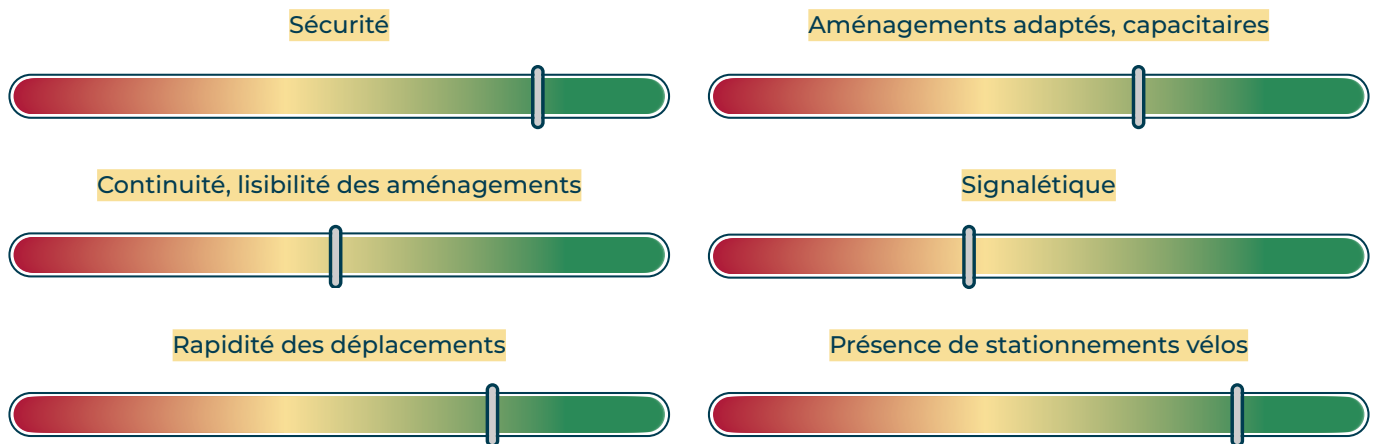 Sécurité
Aménagements adaptés, capacitaires
Continuité, lisibilité des aménagements
Signalétique
Rapidité des déplacements
Présence de stationnements vélos